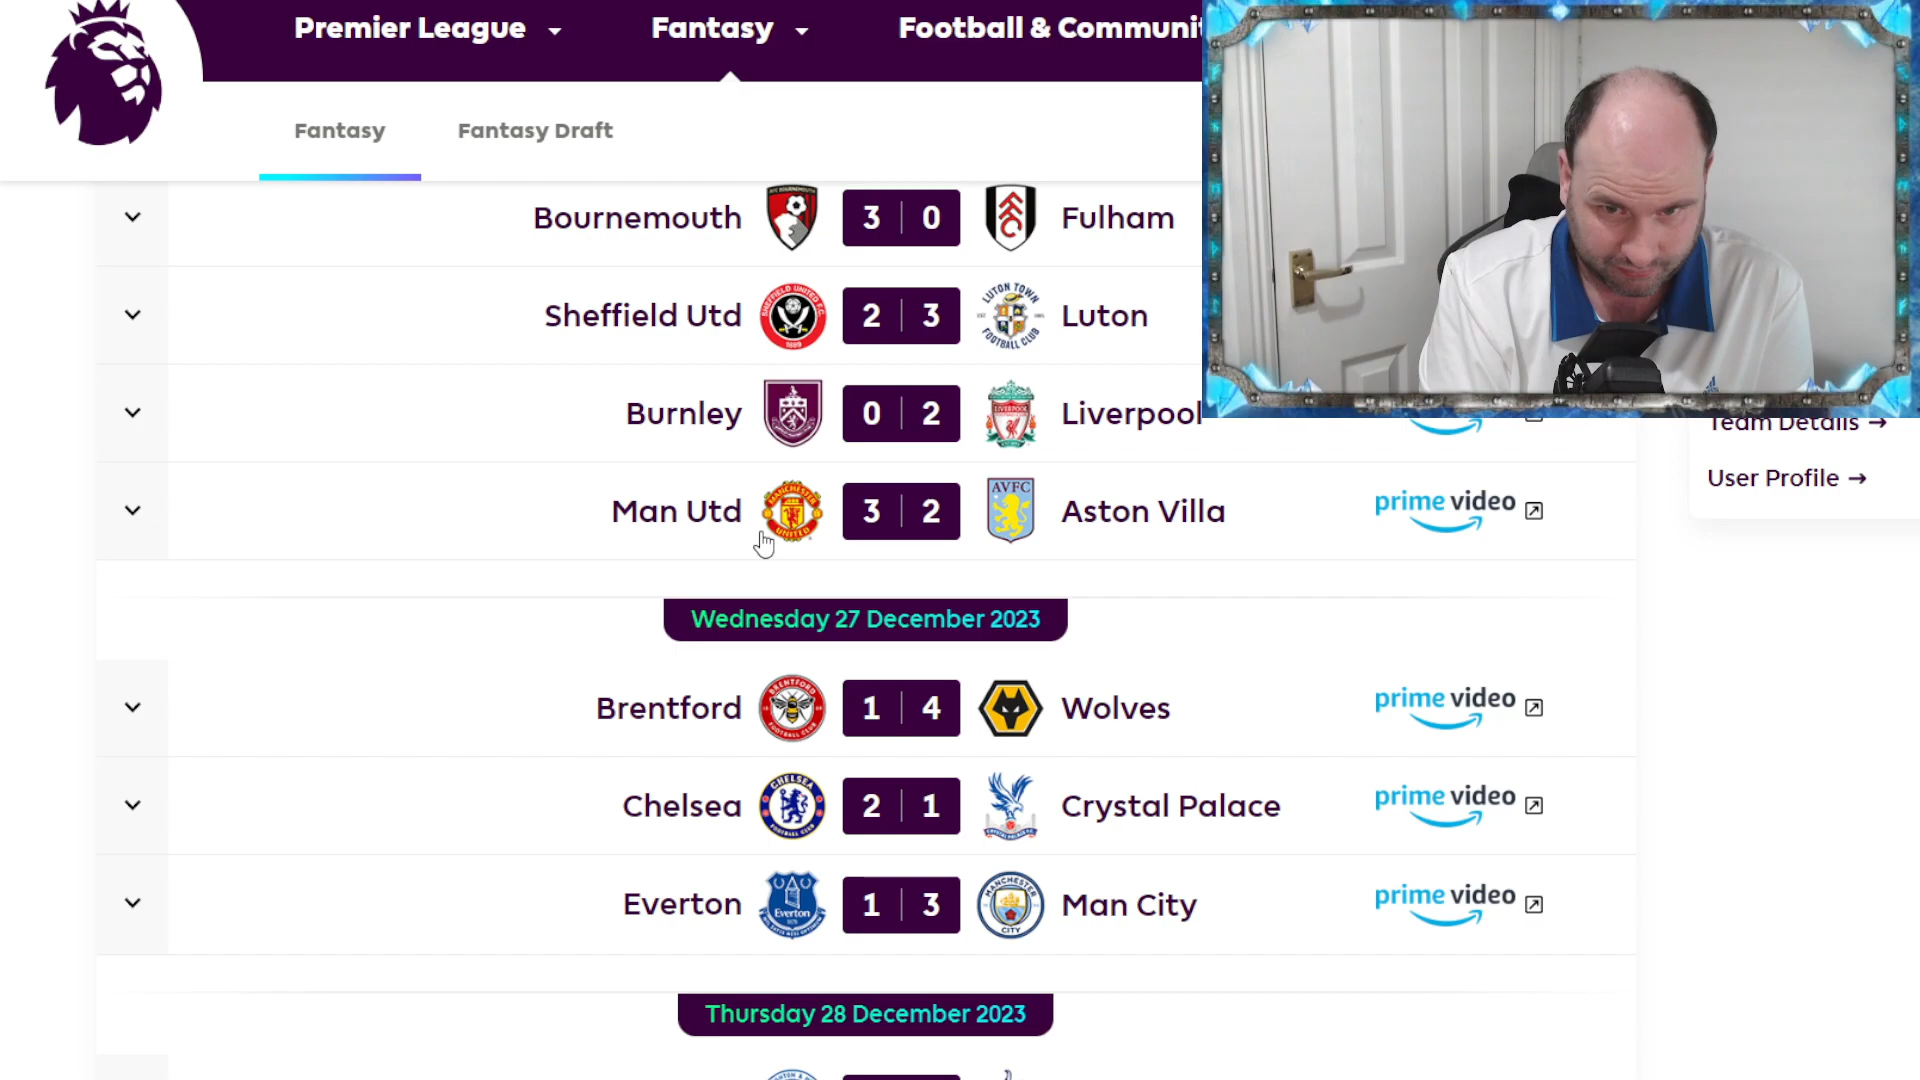 Premier League
Fantasy
Football & Communit
Fantasy
Fantasy Draft
Bournemouth 3 | 0 Fulham
Sheffield Utd 2 | 3 Luton
Burnley 0 | 2 Liverpool
Team Details →
User Profile →
Man Utd 3 | 2 Aston Villa prime video
Wednesday 27 December 2023
Brentford 1 | 4 Wolves prime video
Chelsea 2 | 1 Crystal Palace prime video
Everton 1 | 3 Man City prime video
Thursday 28 December 2023